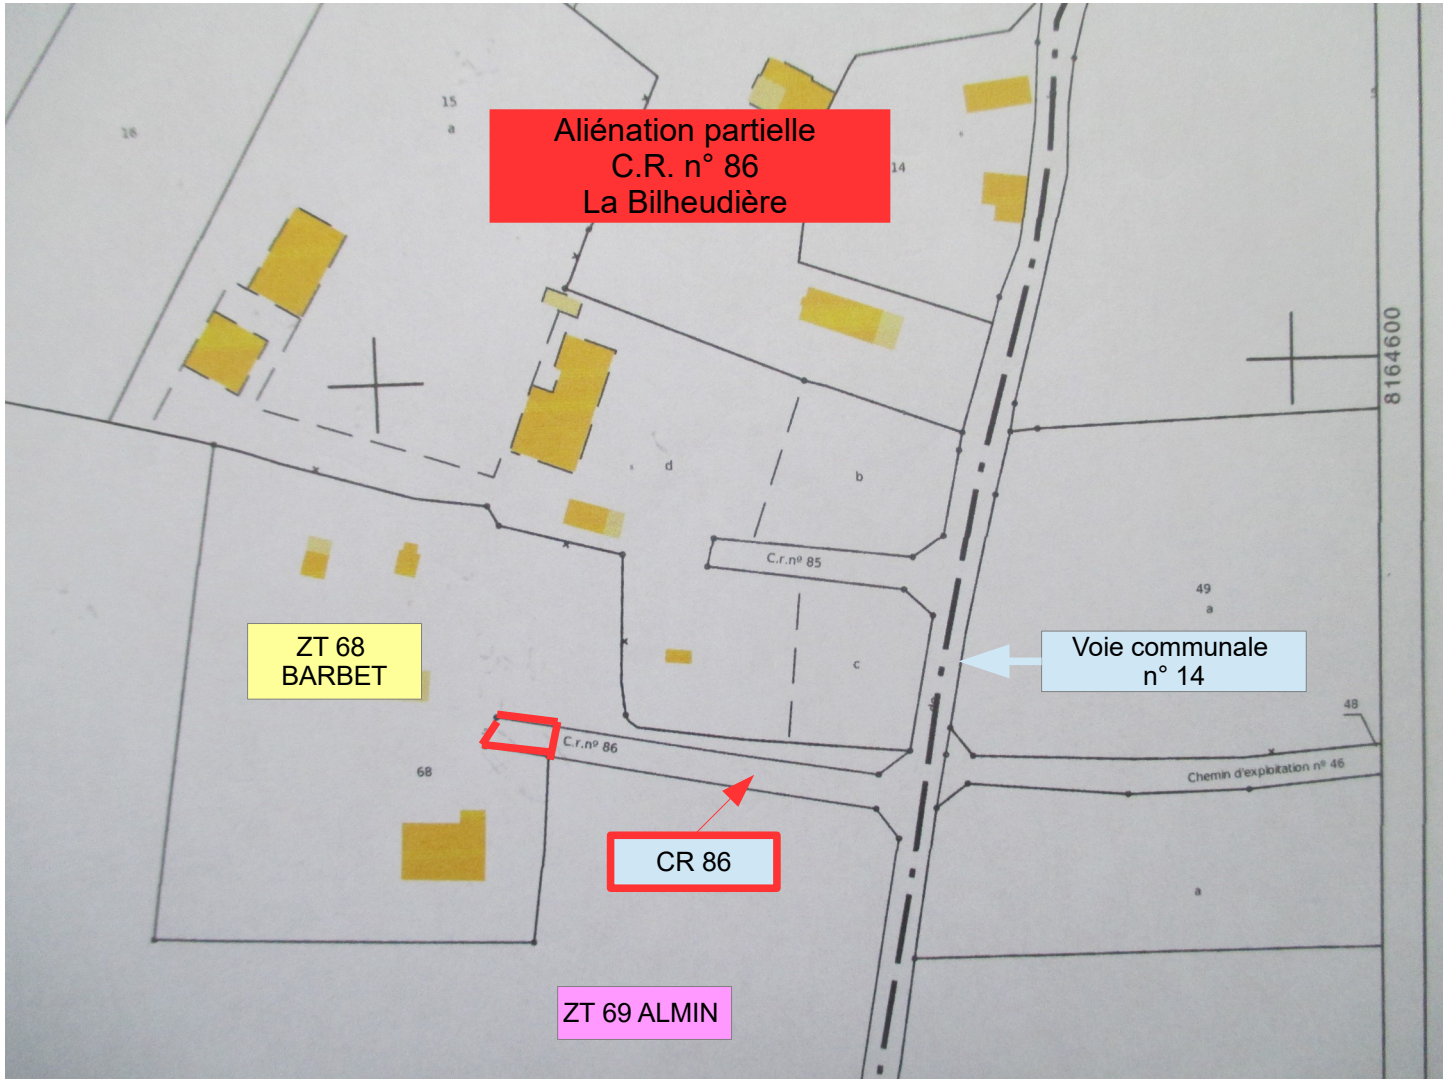 15
a
16
Aliénation partielle
C.R. n° 86
La Bilheudière
14
8164600
d
b
C.r.nº 85
49
a
ZT 68
BARBET
c
Voie communale
n° 14
48
C.r.nº 86
68
Chemin d'exploitation nº 46
CR 86
a
ZT 69 ALMIN